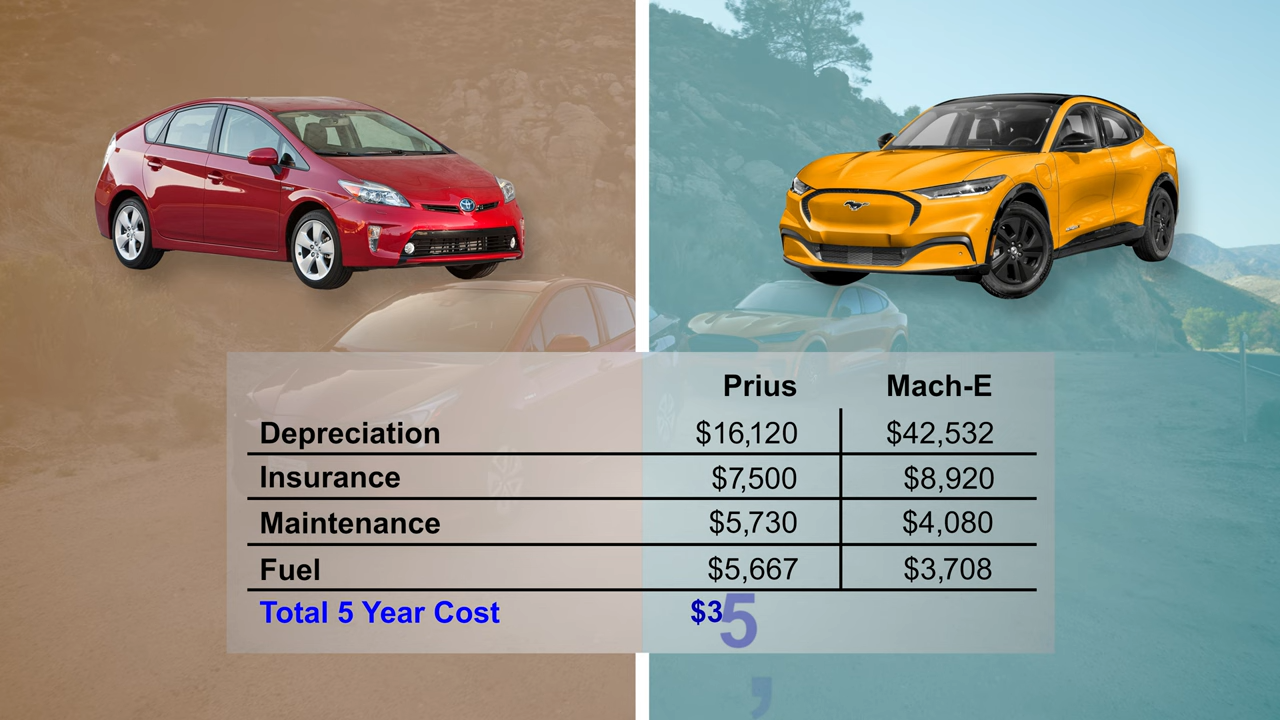 Prius Mach-E
Depreciation $16,120 $42,532
Insurance $7,500 $8,920
Maintenance $5,730 $4,080
Fuel $5,667 $3,708
Total 5 Year Cost $35,